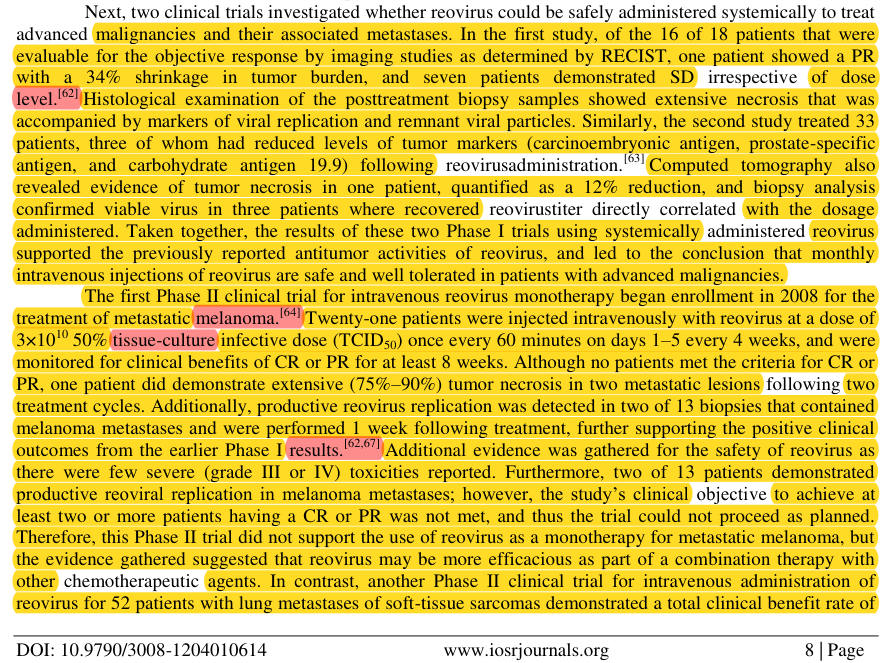 Next, two clinical trials investigated whether reovirus could be safely administered systemically to treat
advanced malignancies and their associated metastases. In the first study, of the 16 of 18 patients that were
evaluable for the objective response by imaging studies as determined by RECIST, one patient showed a PR
with a 34% shrinkage in tumor burden, and seven patients demonstrated SD irrespective of dose
level.[62] Histological examination of the posttreatment biopsy samples showed extensive necrosis that was
accompanied by markers of viral replication and remnant viral particles. Similarly, the second study treated 33
patients, three of whom had reduced levels of tumor markers (carcinoembryonic antigen, prostate-specific
antigen, and carbohydrate antigen 19.9) following reovirusadministration.[63] Computed tomography also
revealed evidence of tumor necrosis in one patient, quantified as a 12% reduction, and biopsy analysis
confirmed viable virus in three patients where recovered reovirustiter directly correlated with the dosage
administered. Taken together, the results of these two Phase I trials using systemically administered reovirus
supported the previously reported antitumor activities of reovirus, and led to the conclusion that monthly
intravenous injections of reovirus are safe and well tolerated in patients with advanced malignancies.
The first Phase II clinical trial for intravenous reovirus monotherapy began enrollment in 2008 for the
treatment of metastatic melanoma.[64] Twenty-one patients were injected intravenously with reovirus at a dose of
3×10¹⁰ 50% tissue-culture infective dose (TCID₅₀) once every 60 minutes on days 1–5 every 4 weeks, and were
monitored for clinical benefits of CR or PR for at least 8 weeks. Although no patients met the criteria for CR or
PR, one patient did demonstrate extensive (75%–90%) tumor necrosis in two metastatic lesions following two
treatment cycles. Additionally, productive reovirus replication was detected in two of 13 biopsies that contained
melanoma metastases and were performed 1 week following treatment, further supporting the positive clinical
outcomes from the earlier Phase I results.[62,67] Additional evidence was gathered for the safety of reovirus as
there were few severe (grade III or IV) toxicities reported. Furthermore, two of 13 patients demonstrated
productive reoviral replication in melanoma metastases; however, the study's clinical objective to achieve at
least two or more patients having a CR or PR was not met, and thus the trial could not proceed as planned.
Therefore, this Phase II trial did not support the use of reovirus as a monotherapy for metastatic melanoma, but
the evidence gathered suggested that reovirus may be more efficacious as part of a combination therapy with
other chemotherapeutic agents. In contrast, another Phase II clinical trial for intravenous administration of
reovirus for 52 patients with lung metastases of soft-tissue sarcomas demonstrated a total clinical benefit rate of
DOI: 10.9790/3008-1204010614 www.iosrjournals.org 8 | Page